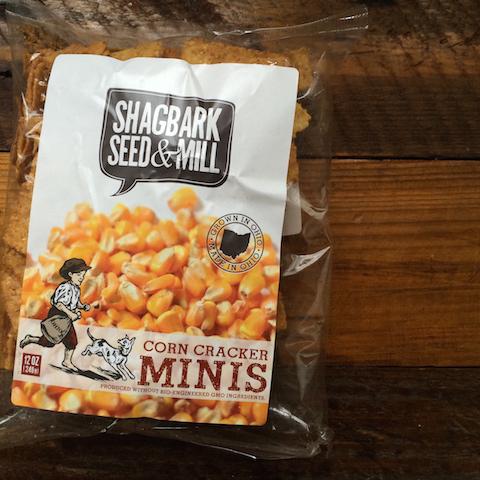 SHAGBARK
SEED & MILL
GROWN IN OHIO
MADE IN OHIO
12 OZ
CORN CRACKER
MINIS
PRODUCED WITHOUT BIO-ENGINEERED GMO INGREDIENTS